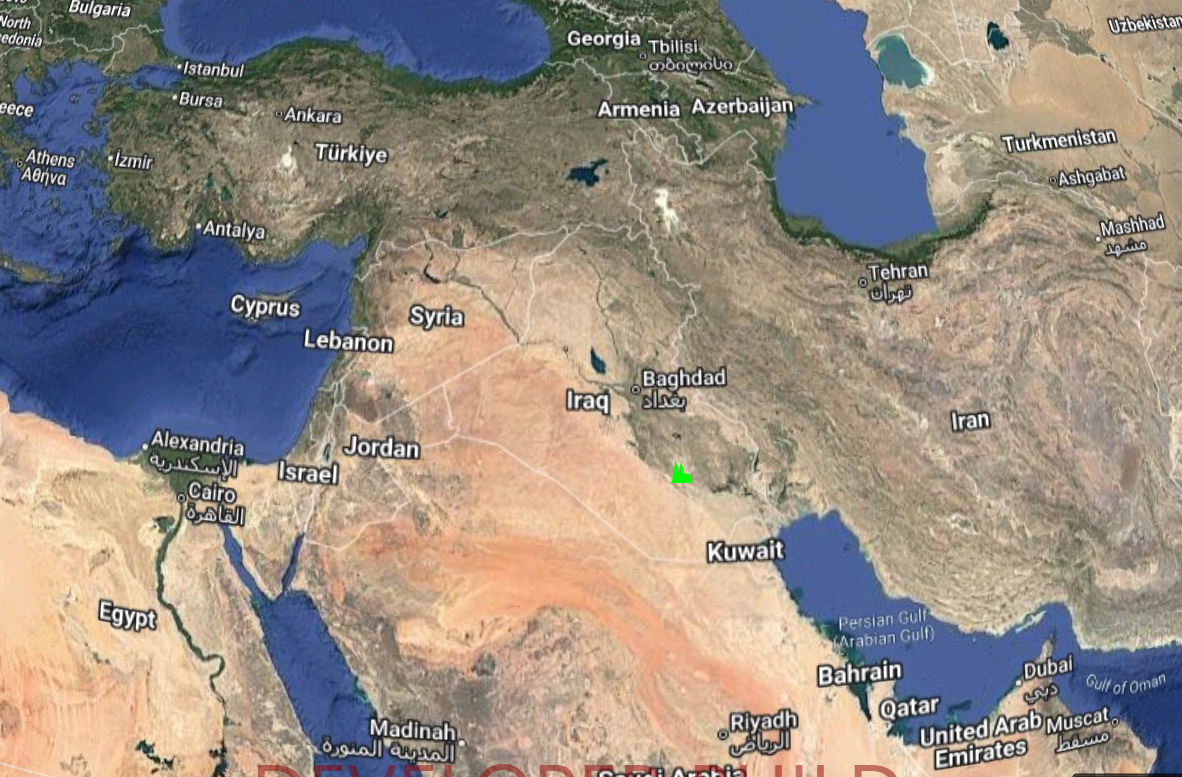 Bulgaria
North
edonia
Istanbul
Bursa
Ankara
Türkiye
eece
Athens
Αθήνα
İzmir
Antalya
Georgia
Tbilisi
თბილისი
Armenia
Azerbaijan
Uzbekistan
Turkmenistan
Ashgabat
Mashhad
مشهد
Tehran
تهران
Cyprus
Lebanon
Syria
Iraq
Baghdad
بغداد
Iran
Alexandria
الإسكندرية
Cairo
القاهرة
Israel
Jordan
Egypt
Kuwait
Persian Gulf
(Arabian Gulf)
Bahrain
Qatar
Dubai
دبي
Gulf of Oman
United Arab
Emirates
Muscat
مسقط
Madinah
المدينة المنورة
Riyadh
الرياض
Saudi Arabia
DEVELOPER BUILD